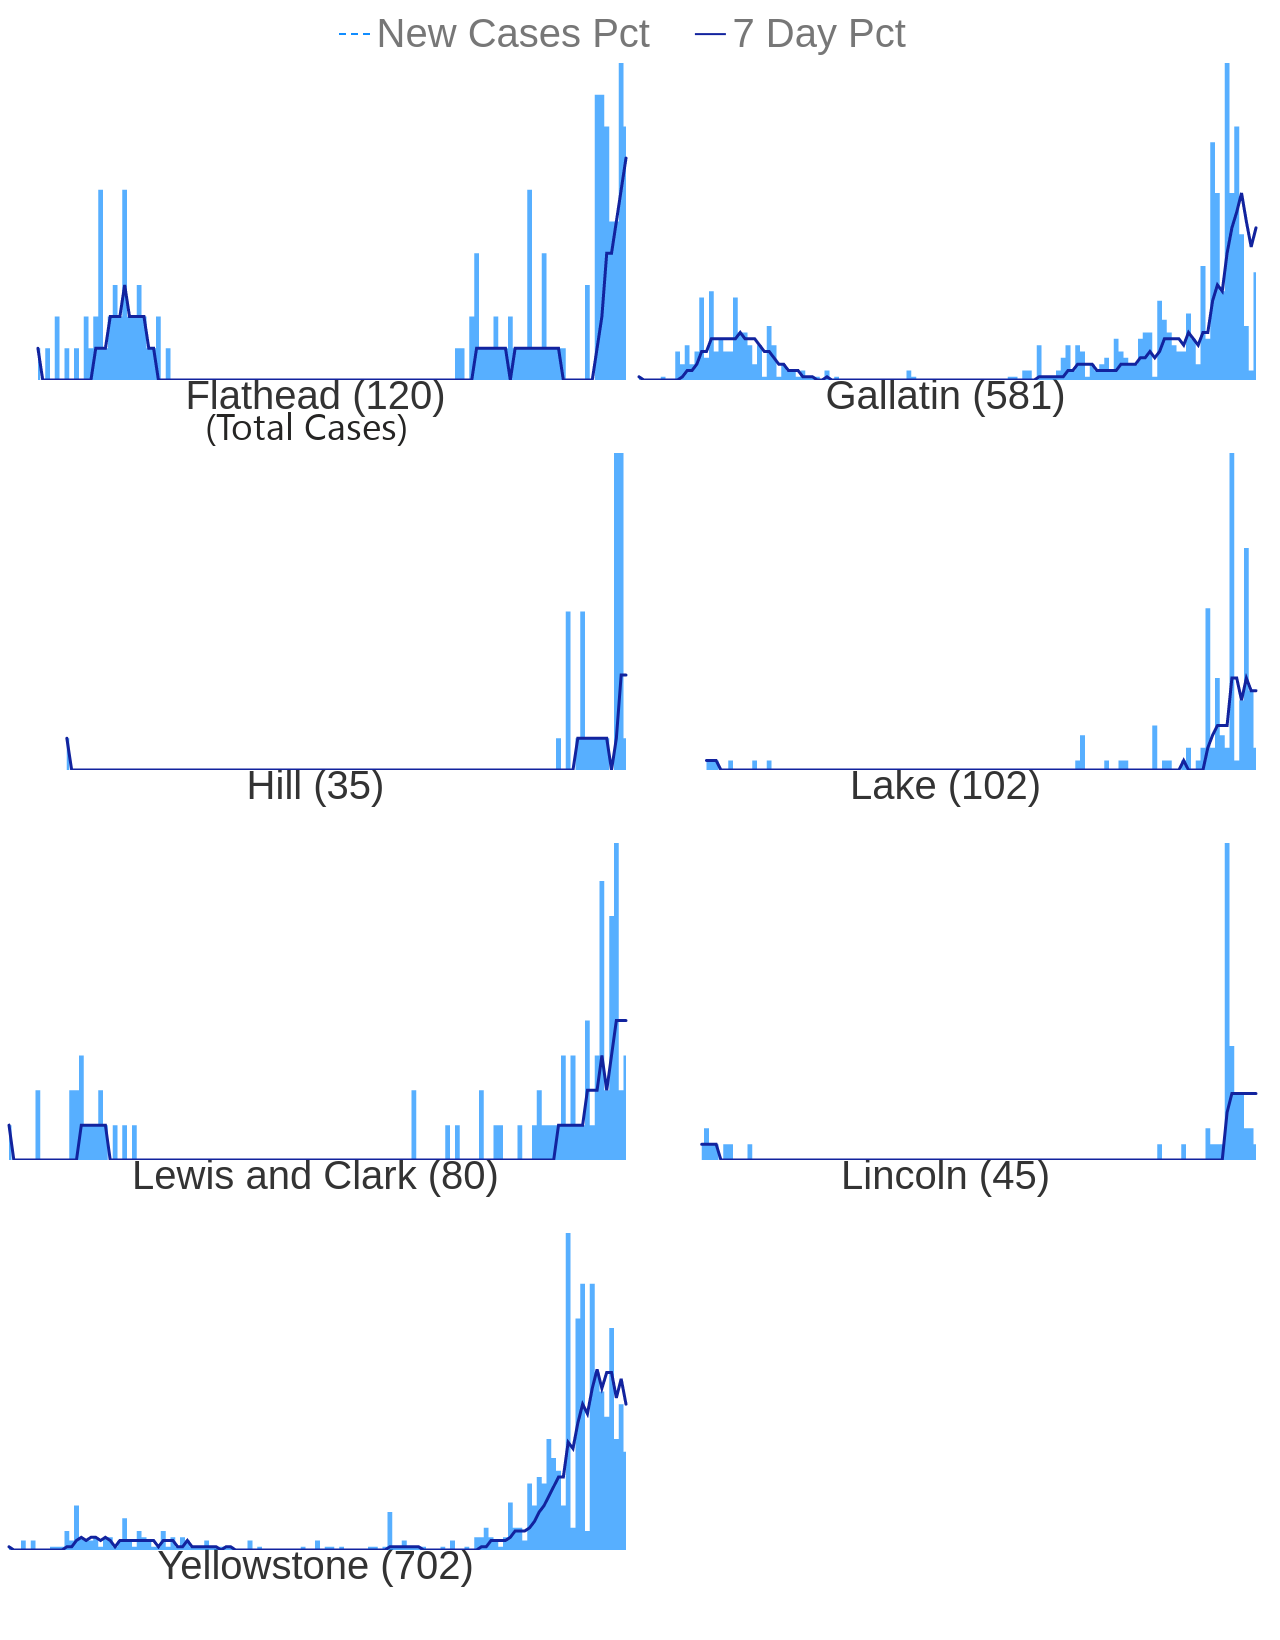 New Cases Pct 7 Day Pct
Flathead (120) Gallatin (581)
(Total Cases)
Hill (35) Lake (102)
Lewis and Clark (80) Lincoln (45)
Yellowstone (702)